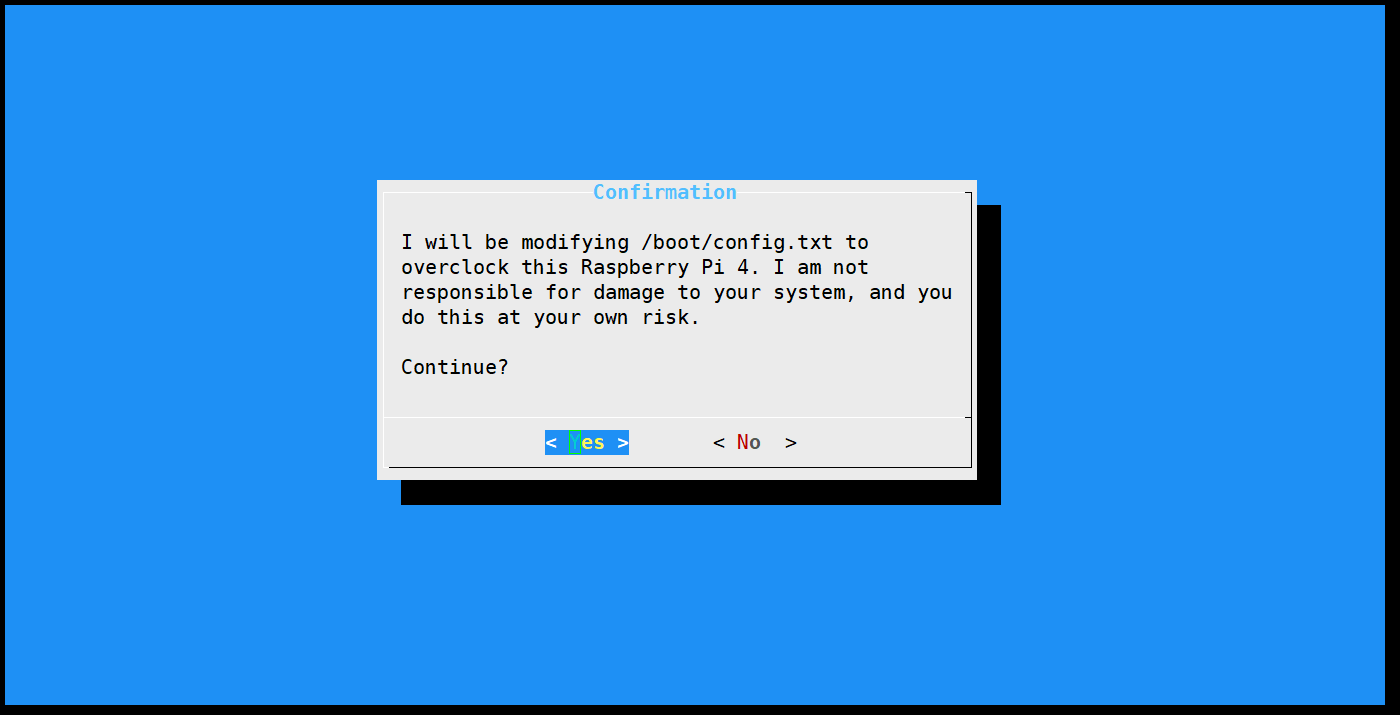 Confirmation
I will be modifying /boot/config.txt to
overclock this Raspberry Pi 4. I am not
responsible for damage to your system, and you
do this at your own risk.
Continue?
< Yes > < No >